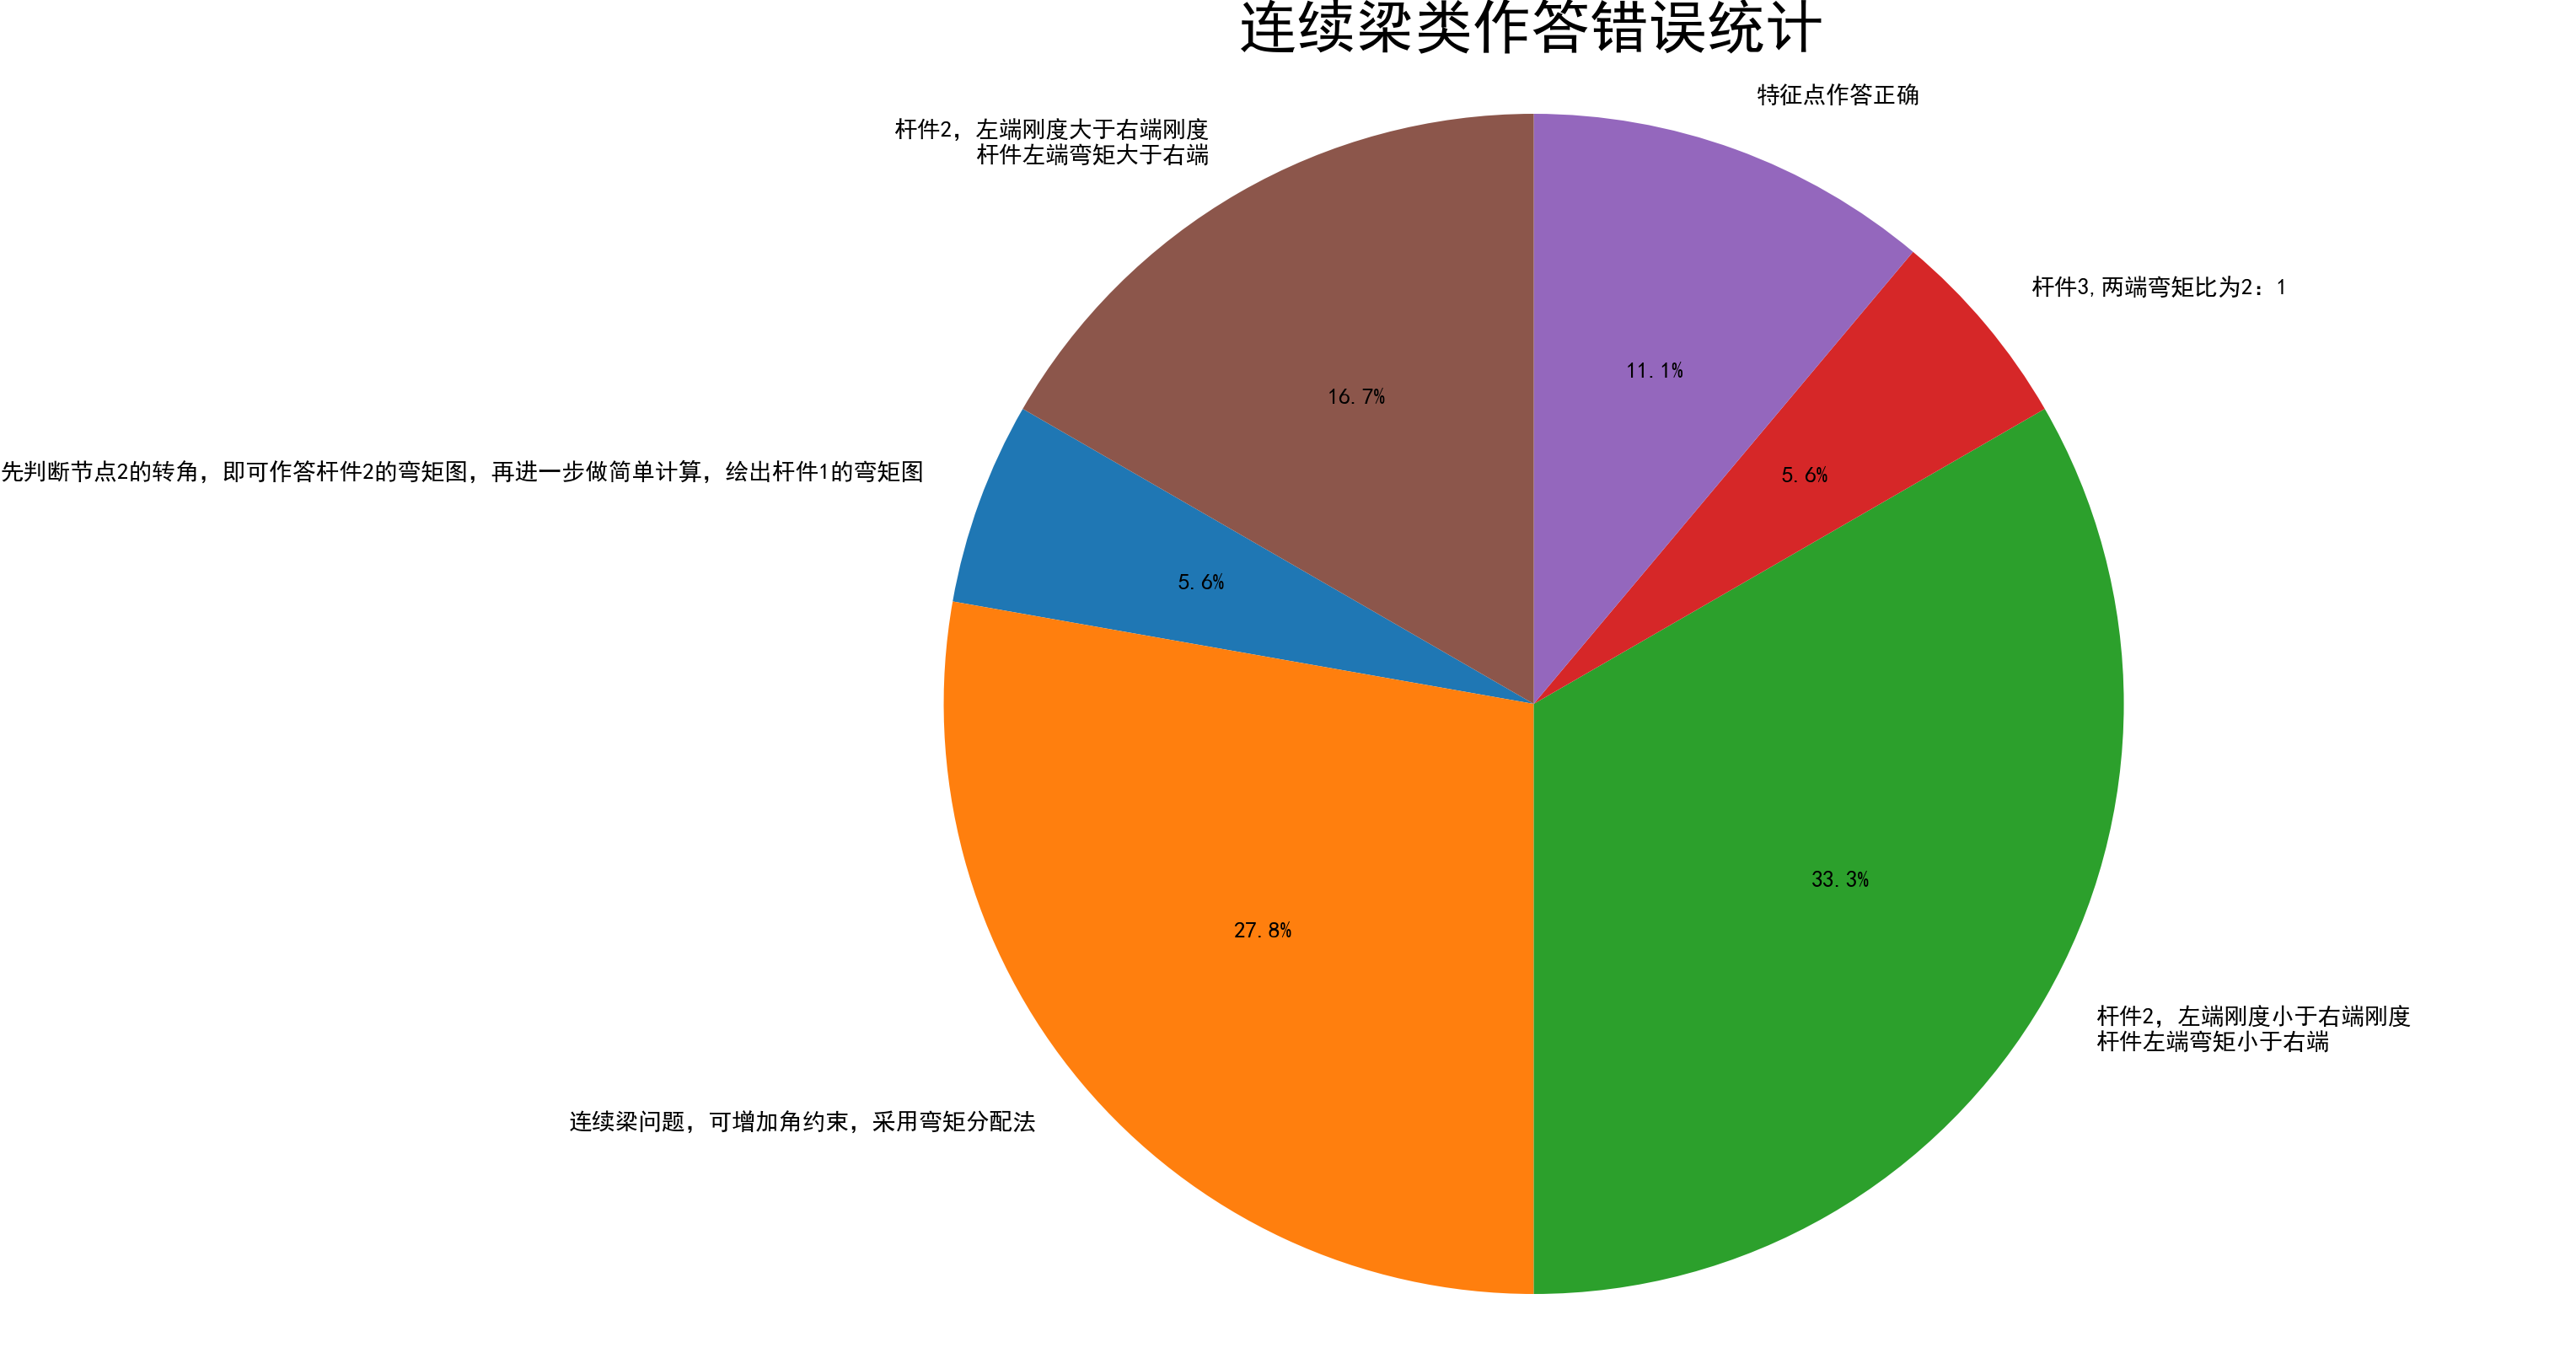 连续梁类作答错误统计
特征点作答正确
杆件2，左端刚度大于右端刚度
杆件左端弯矩大于右端
杆件3,两端弯矩比为2：1
11.1%
16.7%
先判断节点2的转角，即可作答杆件2的弯矩图，再进一步做简单计算，绘出杆件1的弯矩图
5.6%
5.6%
33.3%
27.8%
杆件2，左端刚度小于右端刚度
杆件左端弯矩小于右端
连续梁问题，可增加角约束，采用弯矩分配法